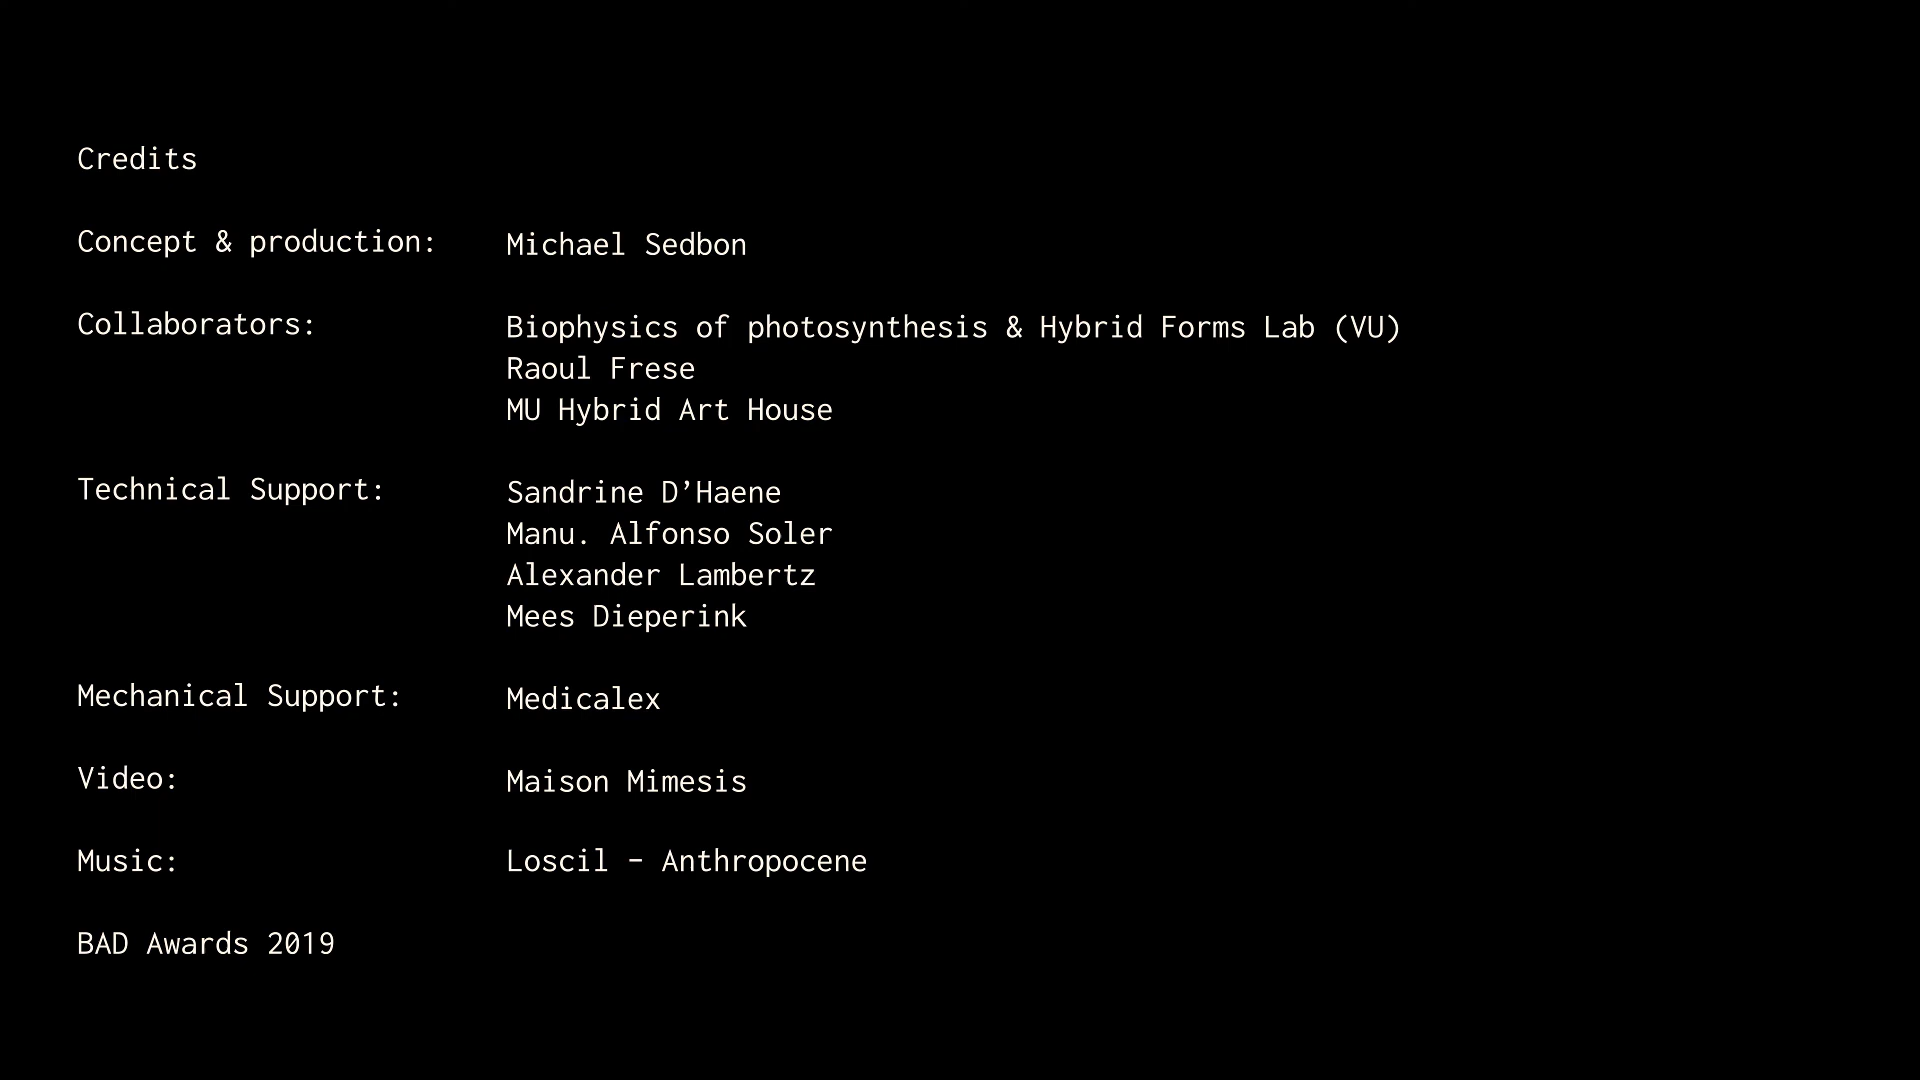 Credits
Concept & production: Michael Sedbon
Collaborators: Biophysics of photosynthesis & Hybrid Forms Lab (VU)
Raoul Frese
MU Hybrid Art House
Technical Support: Sandrine D’Haene
Manu. Alfonso Soler
Alexander Lambertz
Mees Dieperink
Mechanical Support: Medicalex
Video: Maison Mimesis
Music: Loscil – Anthropocene
BAD Awards 2019